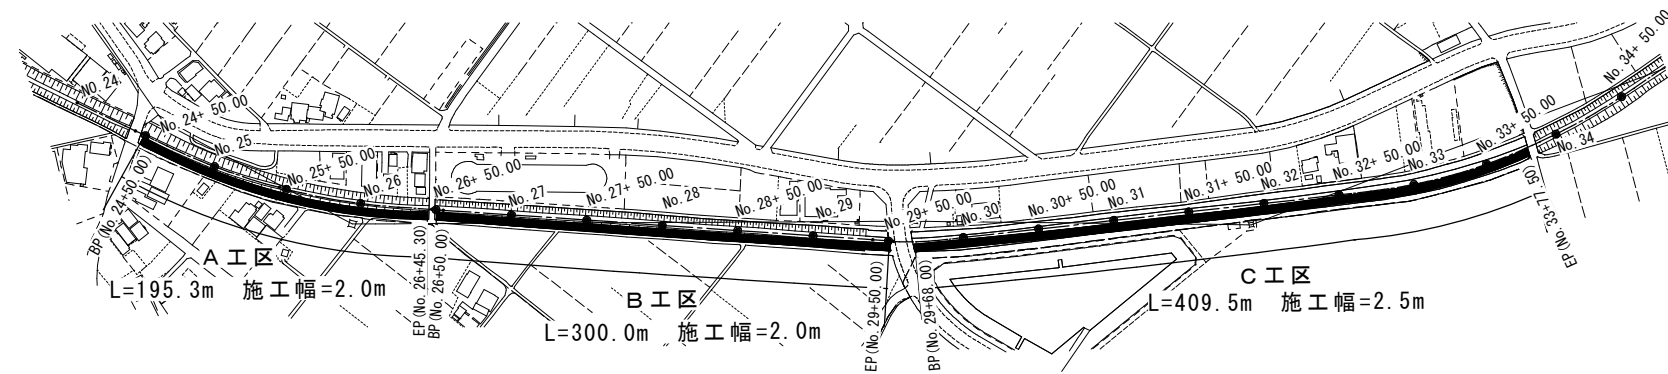 NO.24
No.24+ 50.00
No.25
No.25+ 50.00
No.26
No.26+ 50.00
No.27
No.27+ 50.00
No.28
No.28+ 50.00
No.29
No.29+ 50.00
No.30
No.30+ 50.00
No.31
No.31+ 50.00
No.32
No.32+ 50.00
No.33
No.33+ 50.00
No.34
No.34+ 50.00
BP(No.24+50.00)
EP(No.26+45.30)
BP(No.26+50.00)
EP(No.29+50.00)
BP(No.29+68.00)
EP(No.33+77.50)
A工区
L=195.3m 施工幅=2.0m
B工区
L=300.0m 施工幅=2.0m
C工区
L=409.5m 施工幅=2.5m